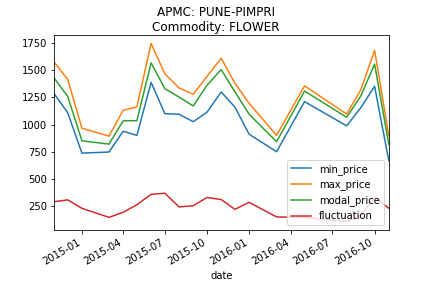 APMC: PUNE-PIMPRI
Commodity: FLOWER
1750
1500
1250
1000
750
500
250
min_price
max_price
modal_price
fluctuation
2015-01
2015-04
2015-07
2015-10
2016-01
2016-04
2016-07
2016-10
date